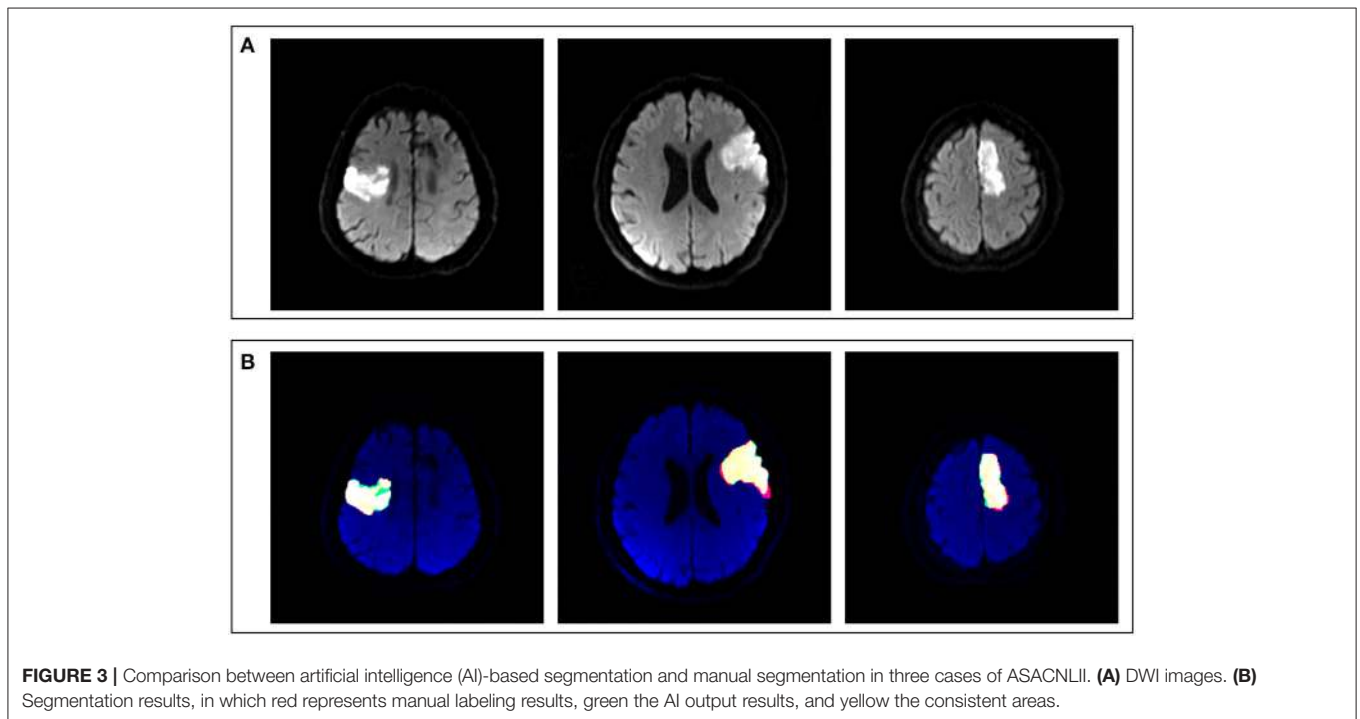 A
B
FIGURE 3 | Comparison between artificial intelligence (AI)-based segmentation and manual segmentation in three cases of ASACNLII. (A) DWI images. (B)
Segmentation results, in which red represents manual labeling results, green the AI output results, and yellow the consistent areas.